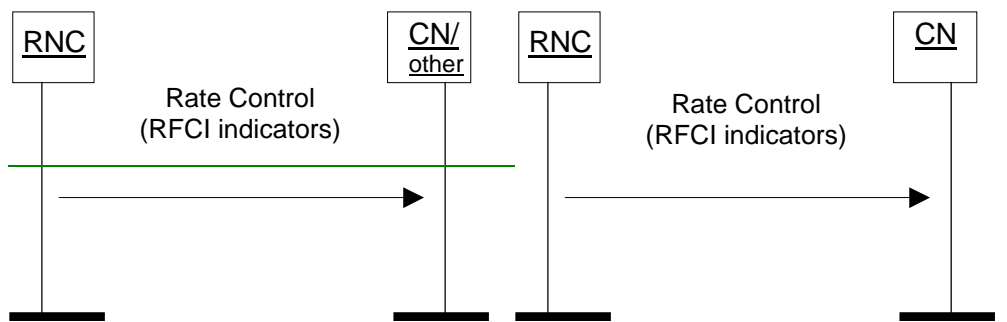 RNC
CN/
other
Rate Control
(RFCI indicators)
RNC
CN
Rate Control
(RFCI indicators)